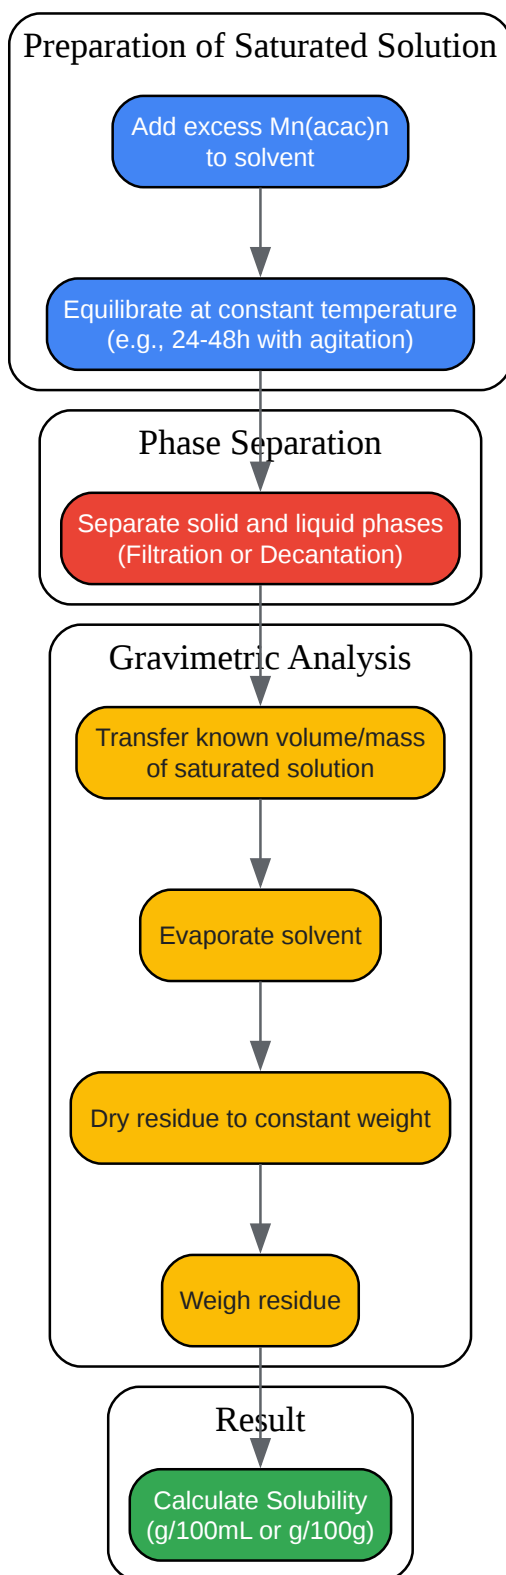 Preparation of Saturated Solution
Add excess Mn(acac)n
to solvent
Equilibrate at constant temperature
(e.g., 24-48h with agitation)
Phase Separation
Separate solid and liquid phases
(Filtration or Decantation)
Gravimetric Analysis
Transfer known volume/mass
of saturated solution
Evaporate solvent
Dry residue to constant weight
Weigh residue
Result
Calculate Solubility
(g/100mL or g/100g)